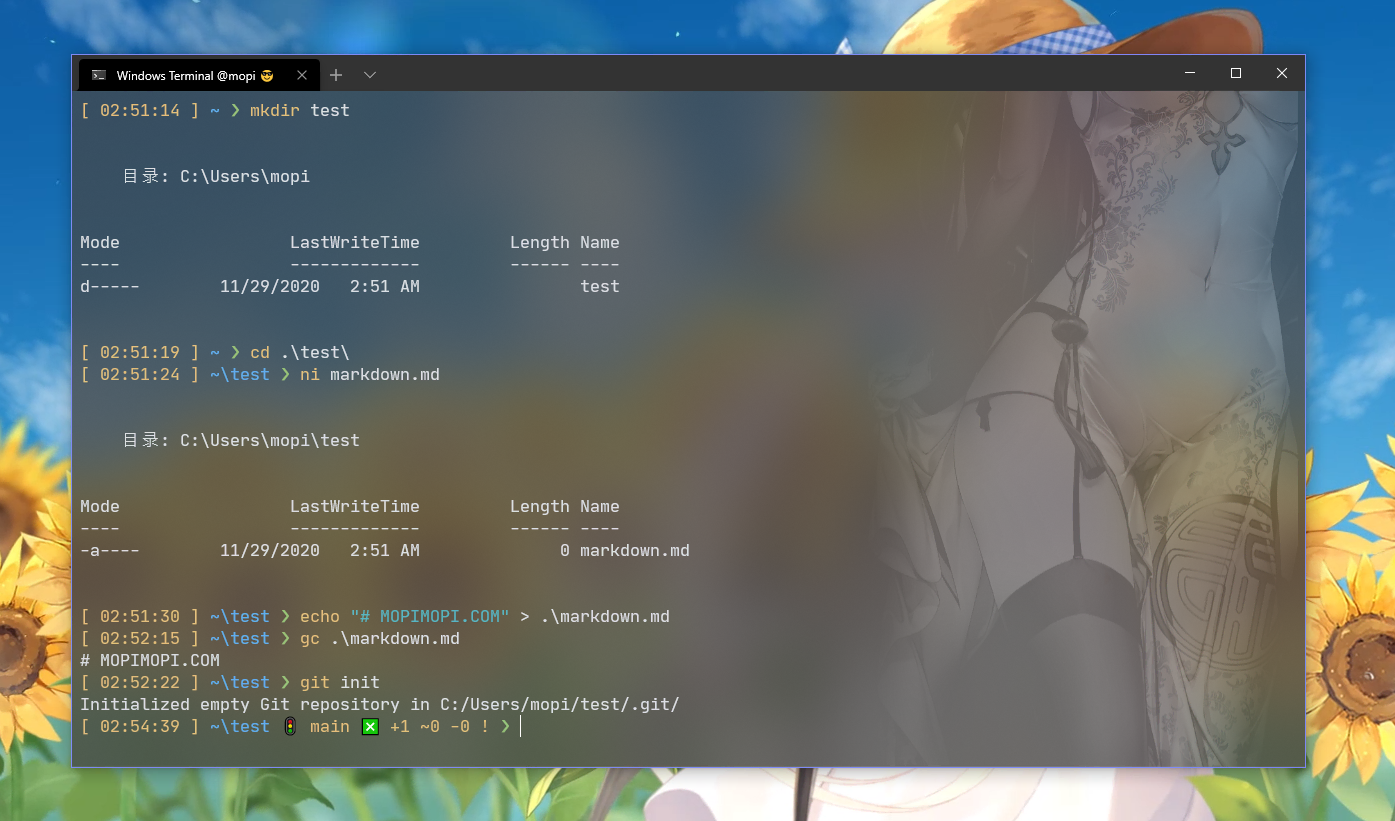 Windows Terminal @mopi 😎
[ 02:51:14 ] ~ ❯ mkdir test
目录: C:\Users\mopi
Mode                 LastWriteTime         Length Name
----                 -------------         ------ ----
d-----        11/29/2020   2:51 AM                test
[ 02:51:19 ] ~ ❯ cd .\test\
[ 02:51:24 ] ~\test ❯ ni markdown.md
目录: C:\Users\mopi\test
Mode                 LastWriteTime         Length Name
----                 -------------         ------ ----
-a----        11/29/2020   2:51 AM              0 markdown.md
[ 02:51:30 ] ~\test ❯ echo "# MOPIMOPI.COM" > .\markdown.md
[ 02:52:15 ] ~\test ❯ gc .\markdown.md
# MOPIMOPI.COM
[ 02:52:22 ] ~\test ❯ git init
Initialized empty Git repository in C:/Users/mopi/test/.git/
[ 02:54:39 ] ~\test 🚦 main ❎ +1 ~0 -0 ! ❯